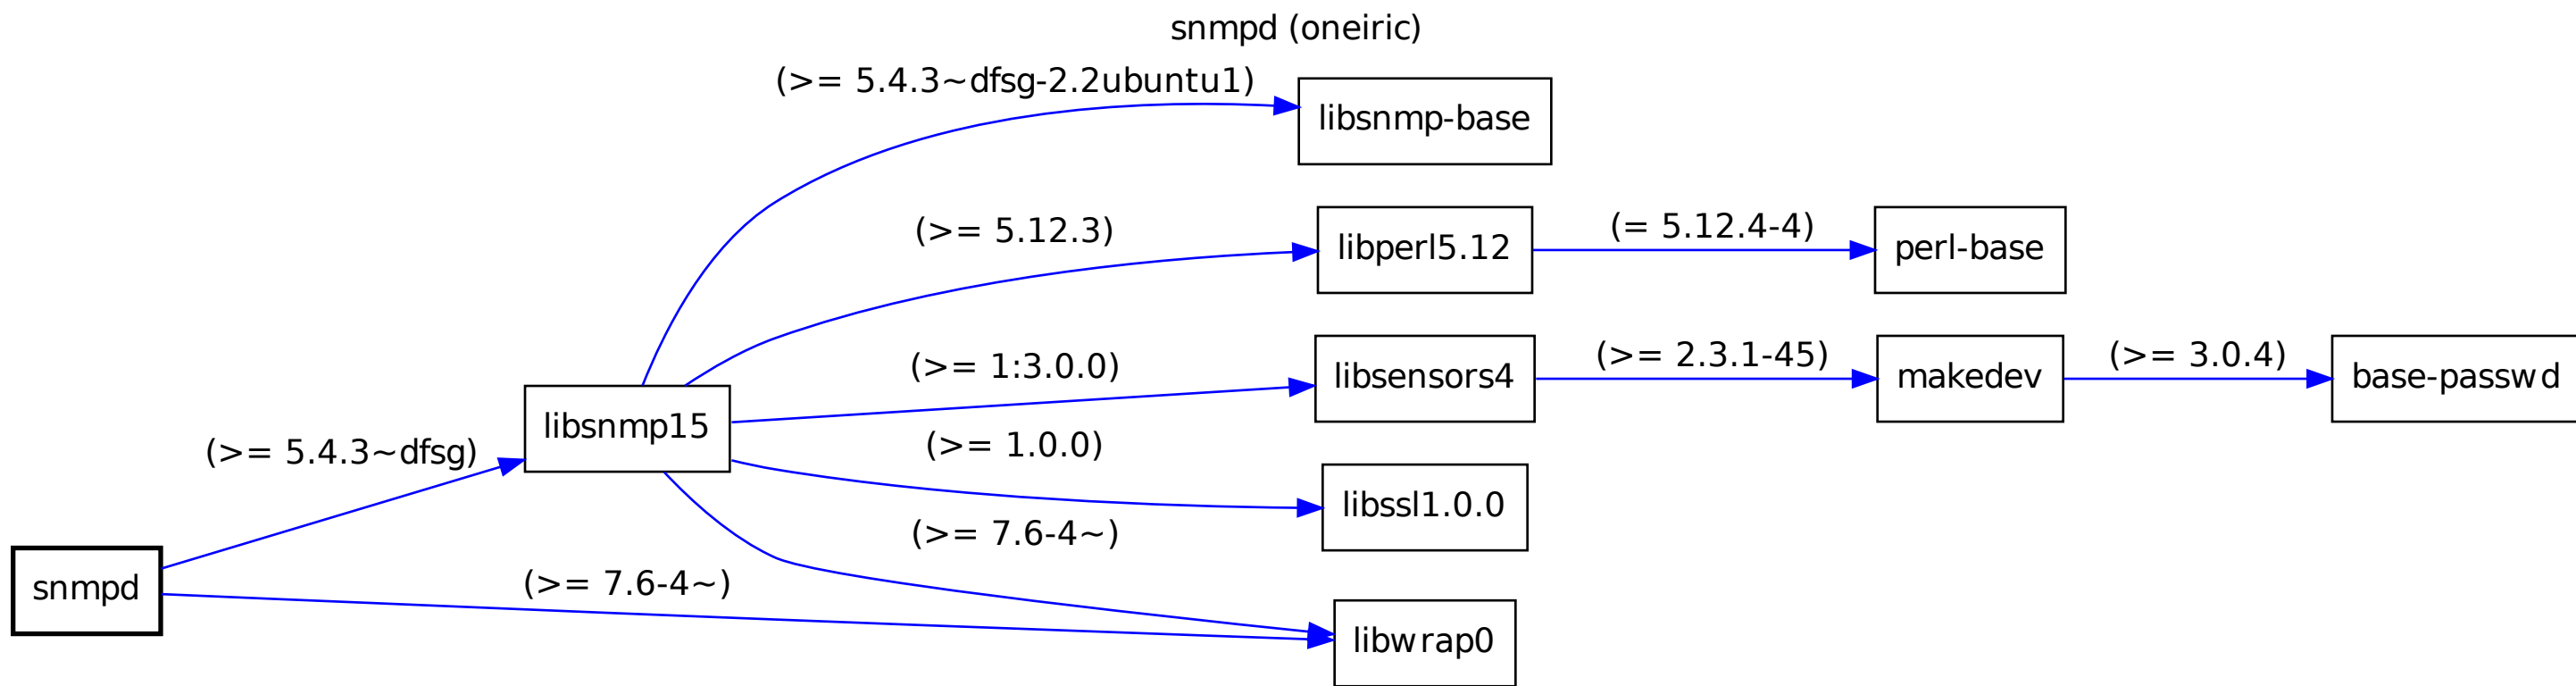 snmpd (oneiric)
(>= 5.4.3~dfsg-2.2ubuntu1)
libsnmp-base
(>= 5.12.3)
libperl5.12
(= 5.12.4-4)
perl-base
(>= 1:3.0.0)
libsensors4
(>= 2.3.1-45)
makedev
(>= 3.0.4)
base-passwd
libsnmp15
(>= 5.4.3~dfsg)
(>= 1.0.0)
libssl1.0.0
(>= 7.6-4~)
snmpd
(>= 7.6-4~)
libwrap0